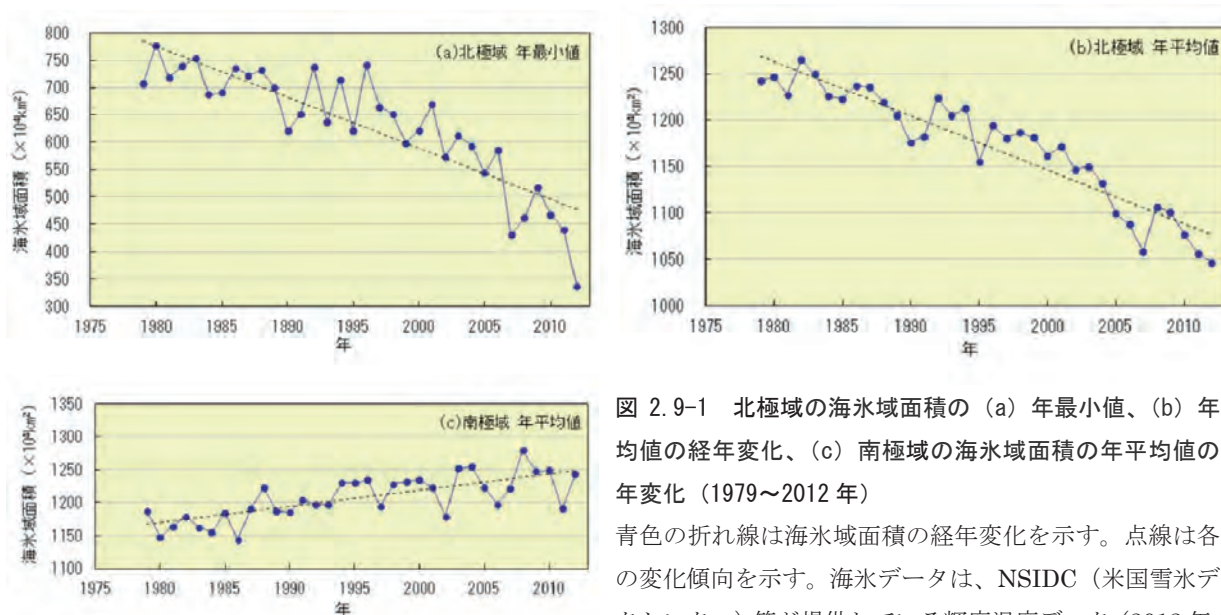 (a)北極域 年最小値
海氷域面積（×10⁴km²）
800
750
700
650
600
550
500
450
400
350
300
1975 1980 1985 1990 1995 2000 2005 2010
年
(b)北極域 年平均値
海氷域面積（×10⁴km²）
1300
1250
1200
1150
1100
1050
1000
1975 1980 1985 1990 1995 2000 2005 2010
年
(c)南極域 年平均値
海氷域面積（×10⁴km²）
1350
1300
1250
1200
1150
1100
1975 1980 1985 1990 1995 2000 2005 2010
年
図 2.9-1 北極域の海氷域面積の（a）年最小値、（b）年
均値の経年変化、（c）南極域の海氷域面積の年平均値の
年変化（1979～2012 年）
青色の折れ線は海氷域面積の経年変化を示す。点線は各
の変化傾向を示す。海氷データは、NSIDC（米国雪氷デ